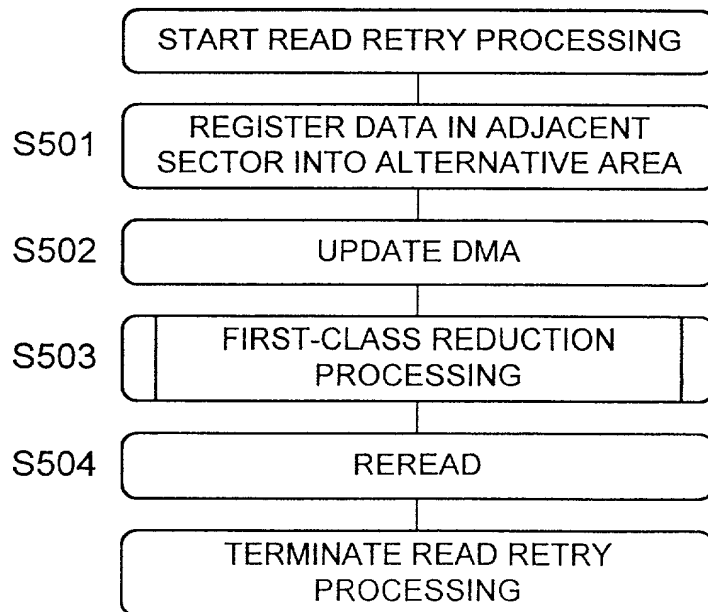 START READ RETRY PROCESSING
S501
REGISTER DATA IN ADJACENT
SECTOR INTO ALTERNATIVE AREA
S502
UPDATE DMA
S503
FIRST-CLASS REDUCTION
PROCESSING
S504
REREAD
TERMINATE READ RETRY
PROCESSING